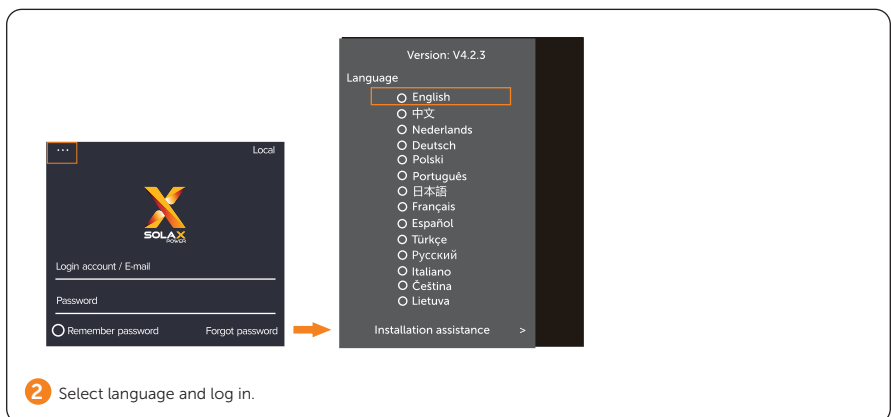 ...
Local
SOLAX
POWER
Login account / E-mail
Password
Remember password
Forgot password
Version: V4.2.3
Language
English
中文
Nederlands
Deutsch
Polski
Português
日本語
Français
Español
Türkçe
Русский
Italiano
Čeština
Lietuva
Installation assistance >
2 Select language and log in.